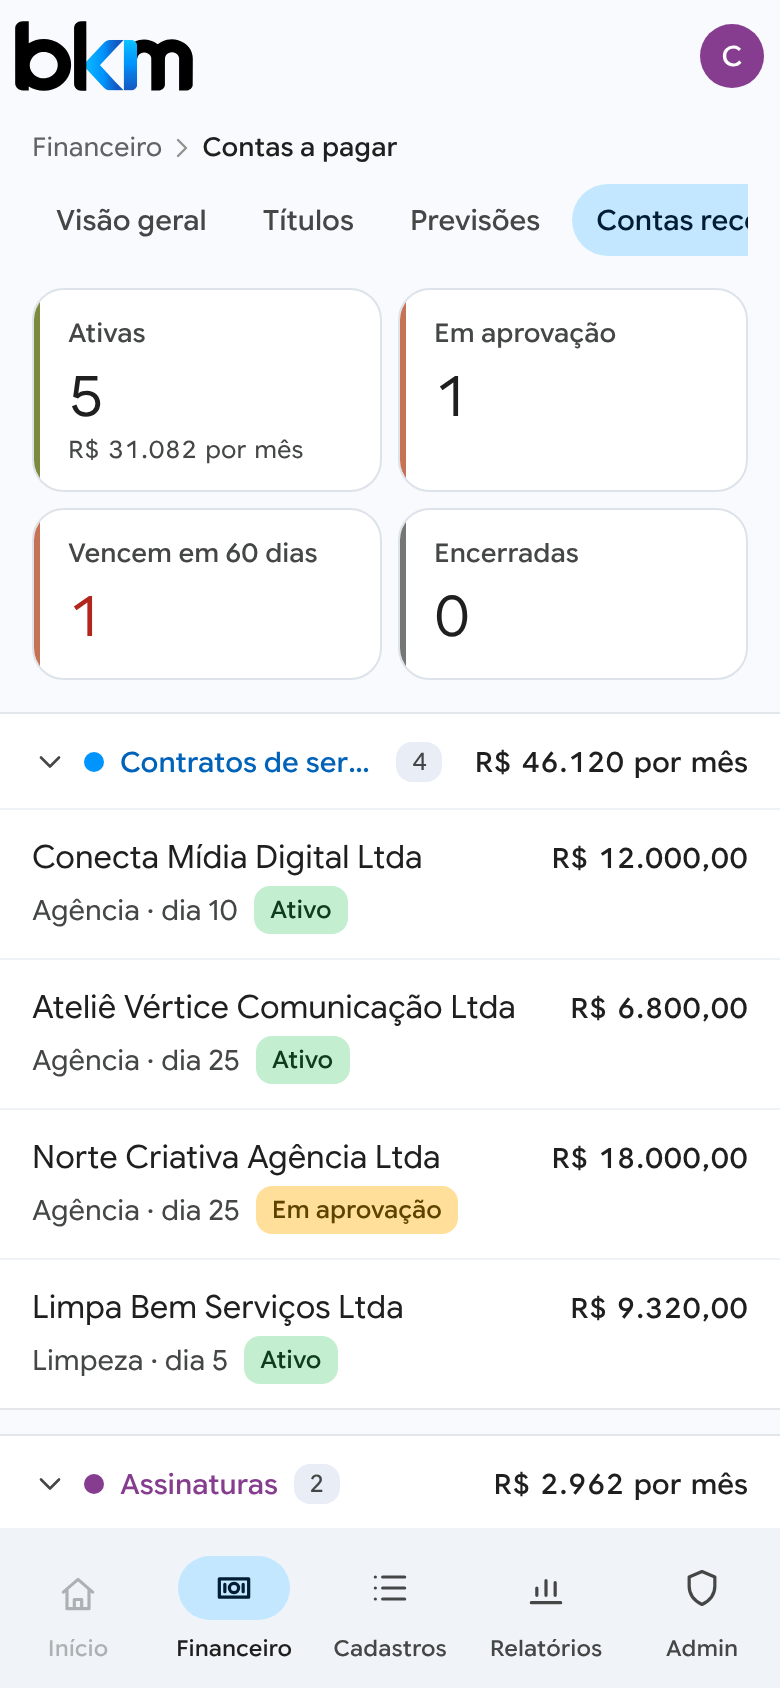 bkm
C
Financeiro > Contas a pagar
Visão geral Títulos Previsões Contas rec
Ativas
5
R$ 31.082 por mês
Em aprovação
1
Vencem em 60 dias
1
Encerradas
0
Contratos de ser... 4 R$ 46.120 por mês
Conecta Mídia Digital Ltda R$ 12.000,00
Agência · dia 10 Ativo
Ateliê Vértice Comunicação Ltda R$ 6.800,00
Agência · dia 25 Ativo
Norte Criativa Agência Ltda R$ 18.000,00
Agência · dia 25 Em aprovação
Limpa Bem Serviços Ltda R$ 9.320,00
Limpeza · dia 5 Ativo
Assinaturas 2 R$ 2.962 por mês
Início Financeiro Cadastros Relatórios Admin